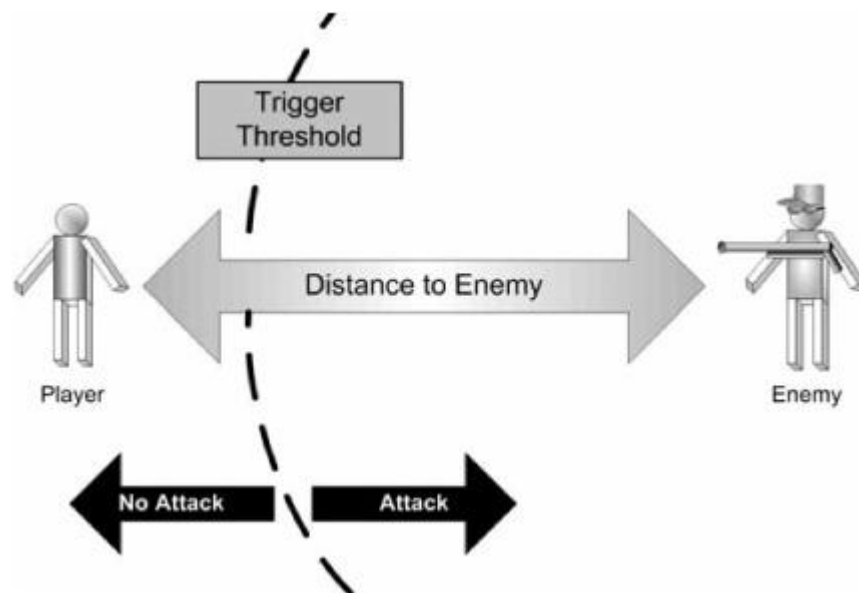 Trigger
Threshold
Distance to Enemy
Player
Enemy
No Attack
Attack